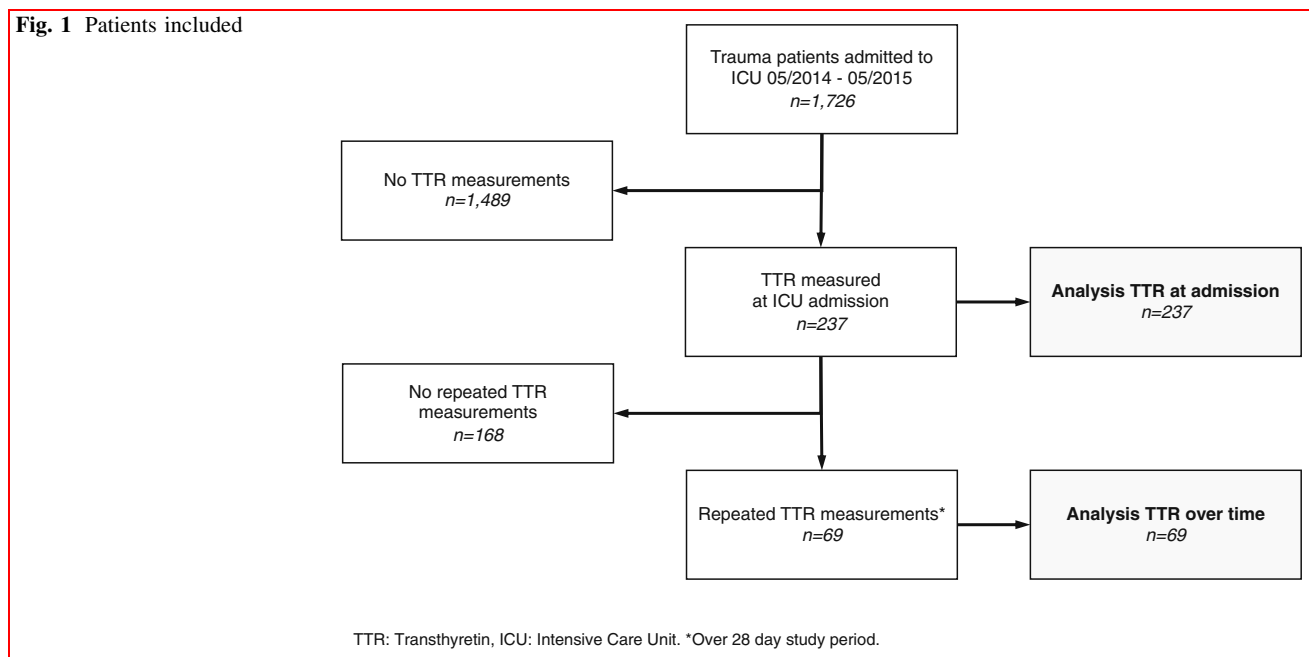 Fig. 1 Patients included
Trauma patients admitted to
ICU 05/2014 - 05/2015
n=1,726
No TTR measurements
n=1,489
TTR measured
at ICU admission
n=237
Analysis TTR at admission
n=237
No repeated TTR
measurements
n=168
Repeated TTR measurements*
n=69
Analysis TTR over time
n=69
TTR: Transthyretin, ICU: Intensive Care Unit. *Over 28 day study period.